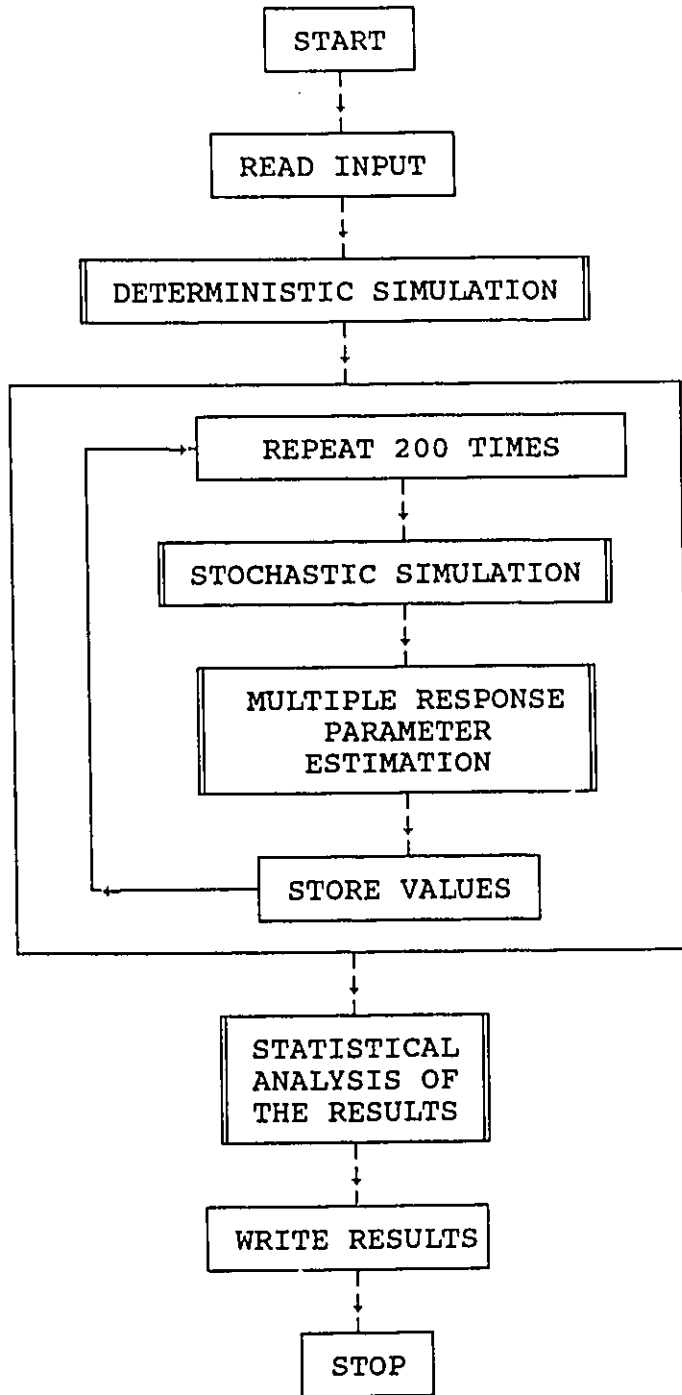 START
READ INPUT
DETERMINISTIC SIMULATION
REPEAT 200 TIMES
STOCHASTIC SIMULATION
MULTIPLE RESPONSE
PARAMETER
ESTIMATION
STORE VALUES
STATISTICAL
ANALYSIS OF
THE RESULTS
WRITE RESULTS
STOP